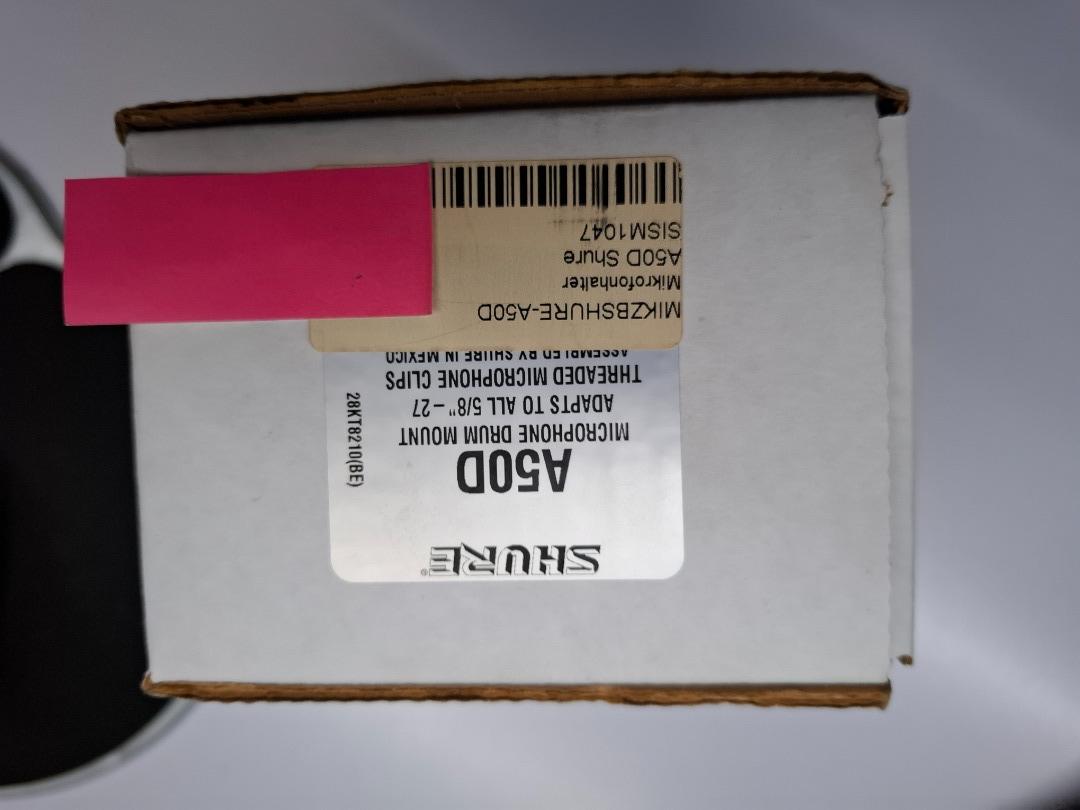 SHURE®
A50D
MICROPHONE DRUM MOUNT
ADAPTS TO ALL 5/8" – 27
THREADED MICROPHONE CLIPS
ASSEMBLED BY SHURE IN MEXICO
28KT8210(BE)
MIKZBSHURE-A50D
Mikrofonhalter
A50D Shure
SISM1047